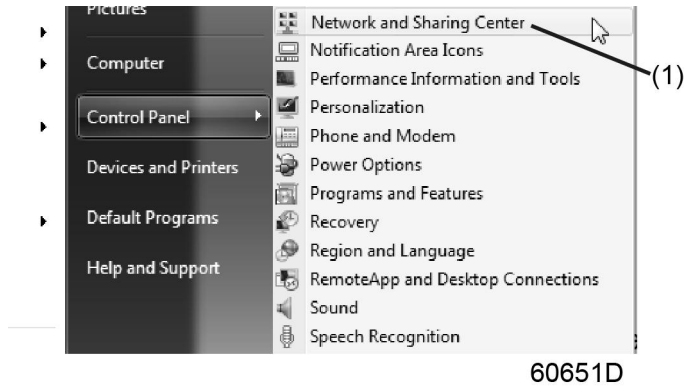 Pictures
Computer
Control Panel
Devices and Printers
Default Programs
Help and Support
Network and Sharing Center
Notification Area Icons
Performance Information and Tools
Personalization
Phone and Modem
Power Options
Programs and Features
Recovery
Region and Language
RemoteApp and Desktop Connections
Sound
Speech Recognition
(1)
60651D